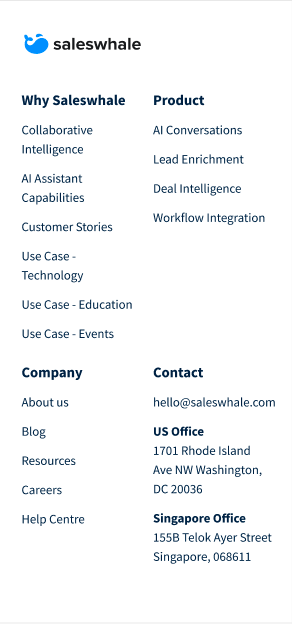 saleswhale
Why Saleswhale
Collaborative
Intelligence
AI Assistant
Capabilities
Customer Stories
Use Case -
Technology
Use Case - Education
Use Case - Events
Product
AI Conversations
Lead Enrichment
Deal Intelligence
Workflow Integration
Company
About us
Blog
Resources
Careers
Help Centre
Contact
hello@saleswhale.com
US Office
1701 Rhode Island
Ave NW Washington,
DC 20036
Singapore Office
155B Telok Ayer Street
Singapore, 068611